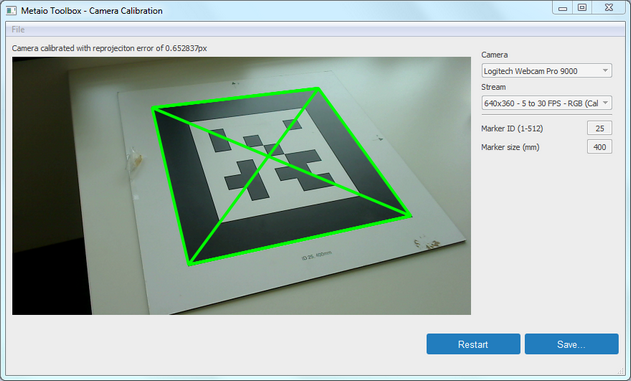 Metaio Toolbox - Camera Calibration
File
Camera calibrated with reprojeciton error of 0.652837px
Camera
Logitech Webcam Pro 9000
Stream
640x360 - 5 to 30 FPS - RGB (Cal
Marker ID (1-512) 25
Marker size (mm) 400
ID 25, 400mm
Restart Save...